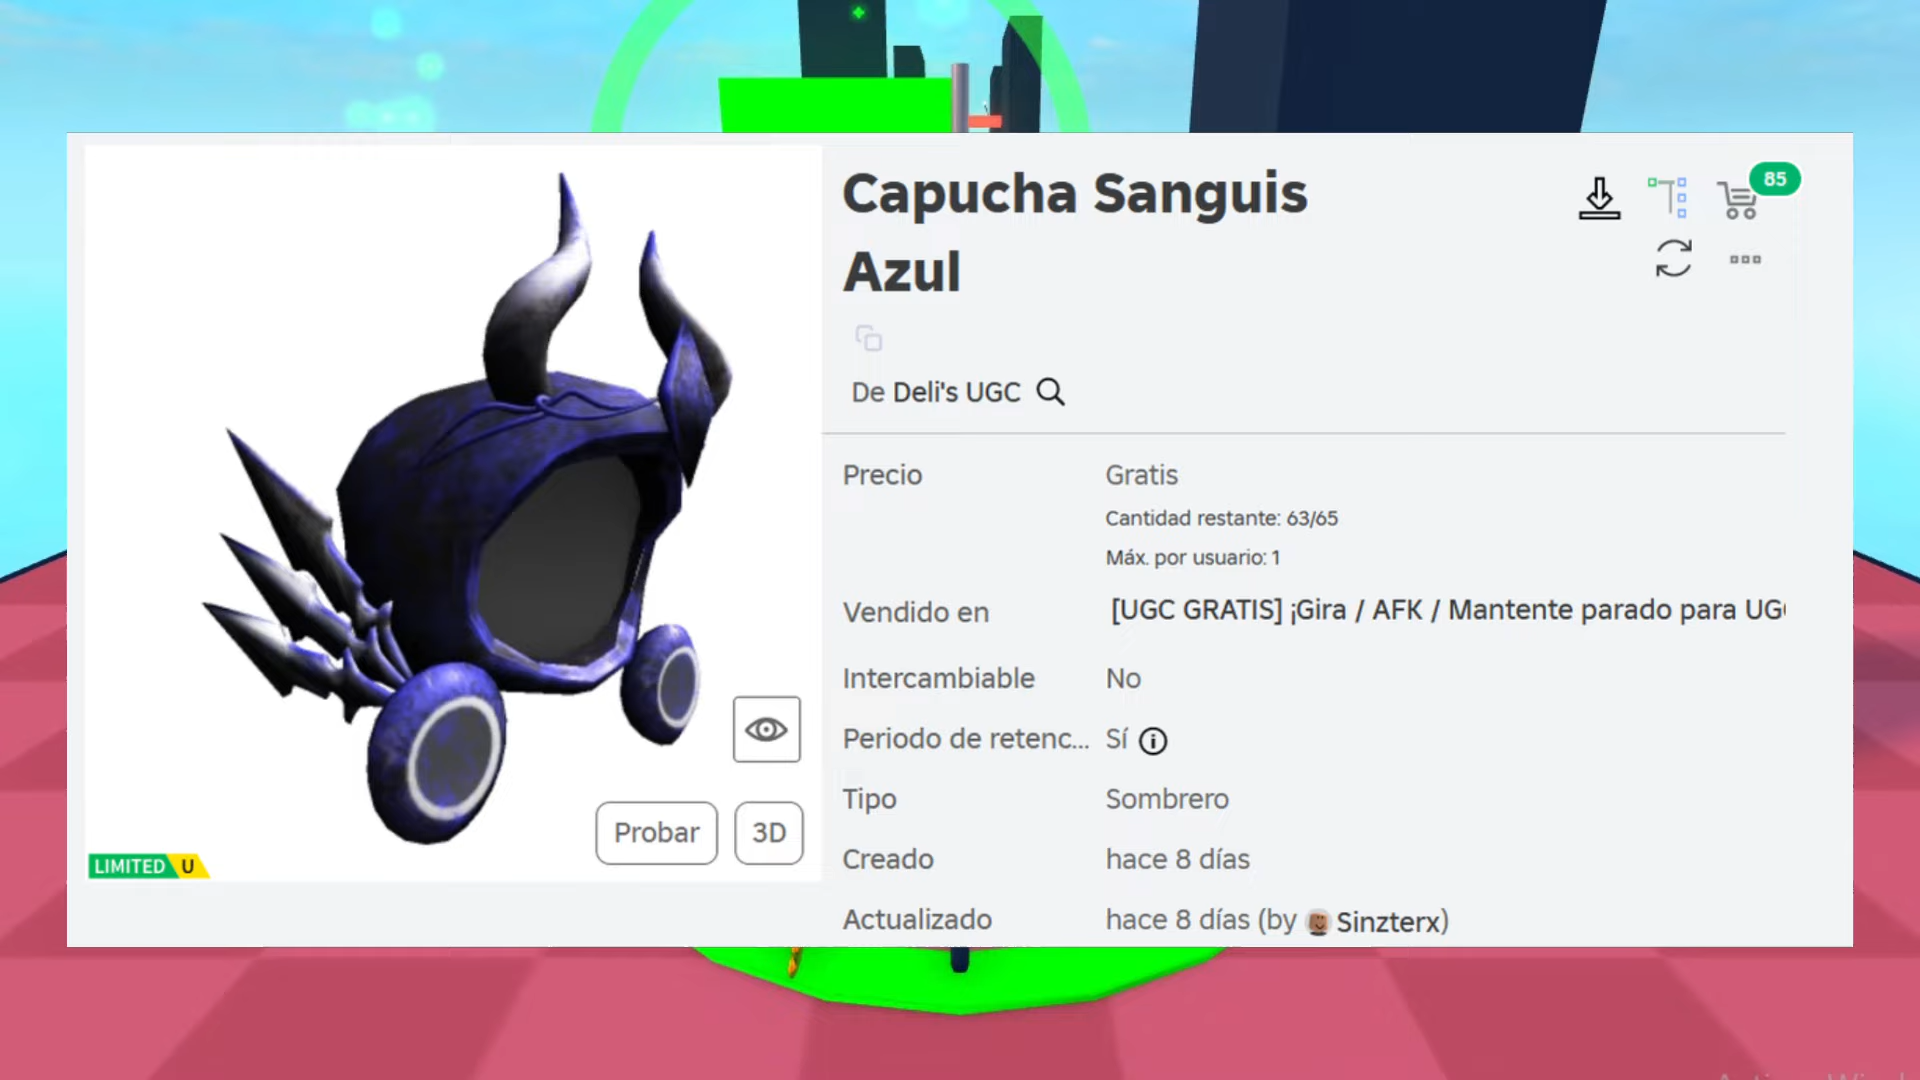 Capucha Sanguis
Azul
85
De Deli's UGC
Precio
Gratis
Cantidad restante: 63/65
Máx. por usuario: 1
Vendido en
[UGC GRATIS] ¡Gira / AFK / Mantente parado para UG
Intercambiable
No
Periodo de retenc...
Sí
Tipo
Sombrero
Creado
hace 8 días
Actualizado
hace 8 días (by Sinzterx)
Probar
3D
LIMITED U